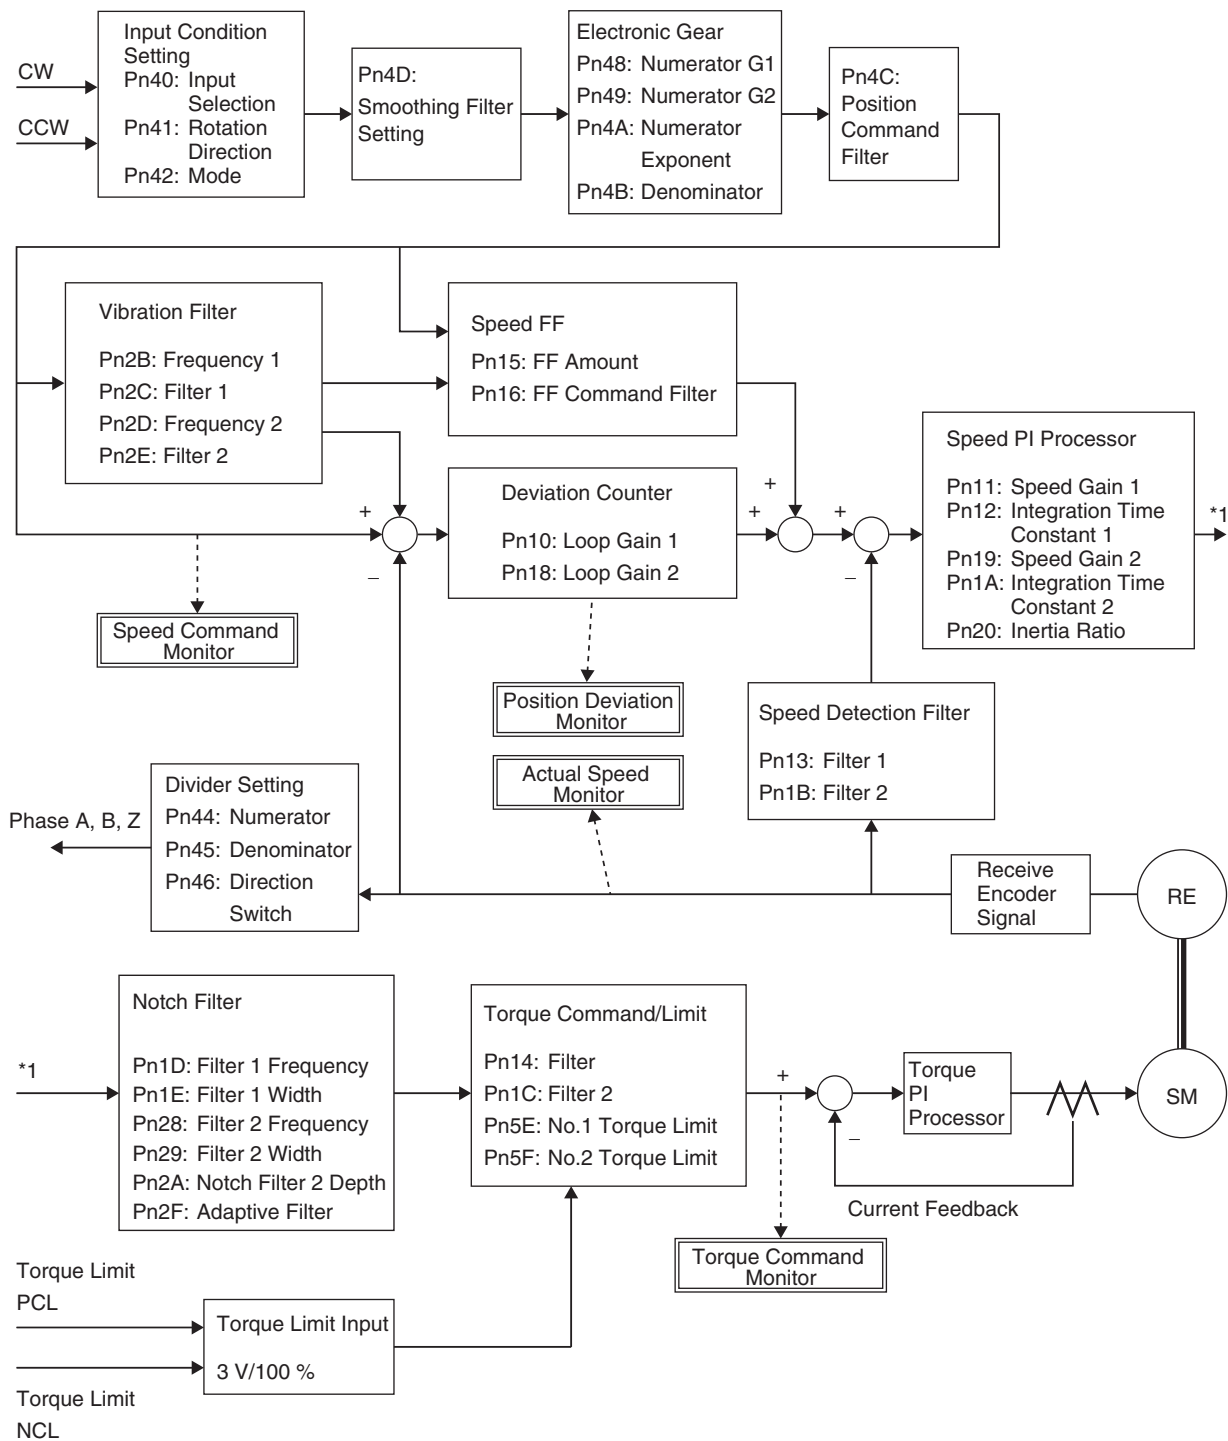 CW
CCW
Input Condition
Setting
Pn40: Input
Selection
Pn41: Rotation
Direction
Pn42: Mode
Pn4D:
Smoothing Filter
Setting
Electronic Gear
Pn48: Numerator G1
Pn49: Numerator G2
Pn4A: Numerator
Exponent
Pn4B: Denominator
Pn4C:
Position
Command
Filter
Vibration Filter
Pn2B: Frequency 1
Pn2C: Filter 1
Pn2D: Frequency 2
Pn2E: Filter 2
Speed FF
Pn15: FF Amount
Pn16: FF Command Filter
+
–
Deviation Counter
Pn10: Loop Gain 1
Pn18: Loop Gain 2
+
+
+
–
Speed PI Processor
Pn11: Speed Gain 1
Pn12: Integration Time
Constant 1
Pn19: Speed Gain 2
Pn1A: Integration Time
Constant 2
Pn20: Inertia Ratio
*1
Speed Command
Monitor
Position Deviation
Monitor
Actual Speed
Monitor
Speed Detection Filter
Pn13: Filter 1
Pn1B: Filter 2
Phase A, B, Z
Divider Setting
Pn44: Numerator
Pn45: Denominator
Pn46: Direction
Switch
Receive
Encoder
Signal
RE
*1
Notch Filter
Pn1D: Filter 1 Frequency
Pn1E: Filter 1 Width
Pn28: Filter 2 Frequency
Pn29: Filter 2 Width
Pn2A: Notch Filter 2 Depth
Pn2F: Adaptive Filter
Torque Command/Limit
Pn14: Filter
Pn1C: Filter 2
Pn5E: No.1 Torque Limit
Pn5F: No.2 Torque Limit
+
–
Torque
PI
Processor
SM
Current Feedback
Torque Command
Monitor
Torque Limit
PCL
Torque Limit Input
3 V/100 %
Torque Limit
NCL